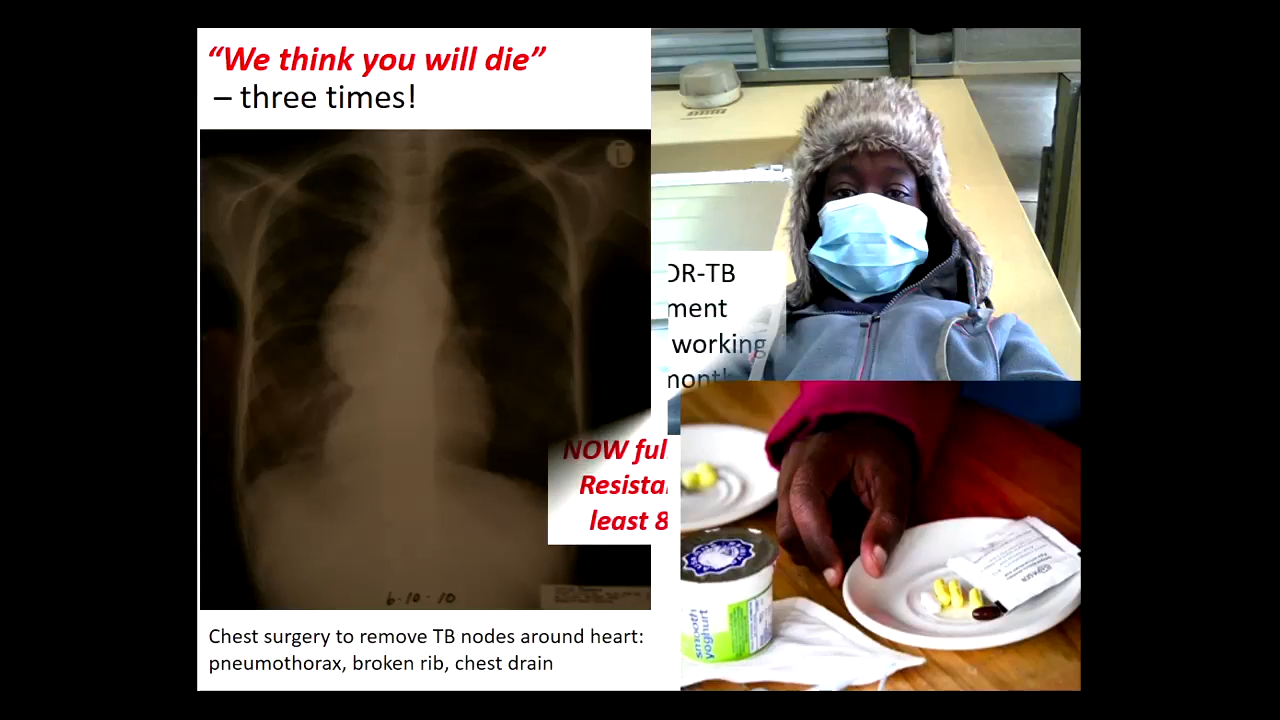 “We think you will die”
– three times!
L
DR-TB
ment
working
month
NOW ful
Resista
least 8
6-10-10
smooth
yoghurt
Chest surgery to remove TB nodes around heart:
pneumothorax, broken rib, chest drain